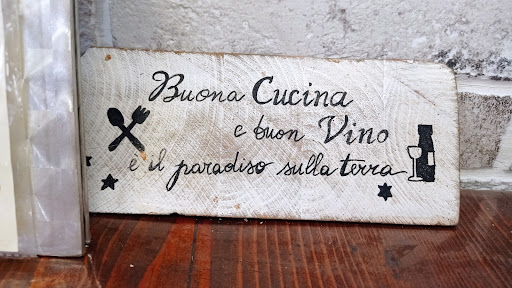 Buona Cucina
e buon Vino
è il paradiso sulla terra